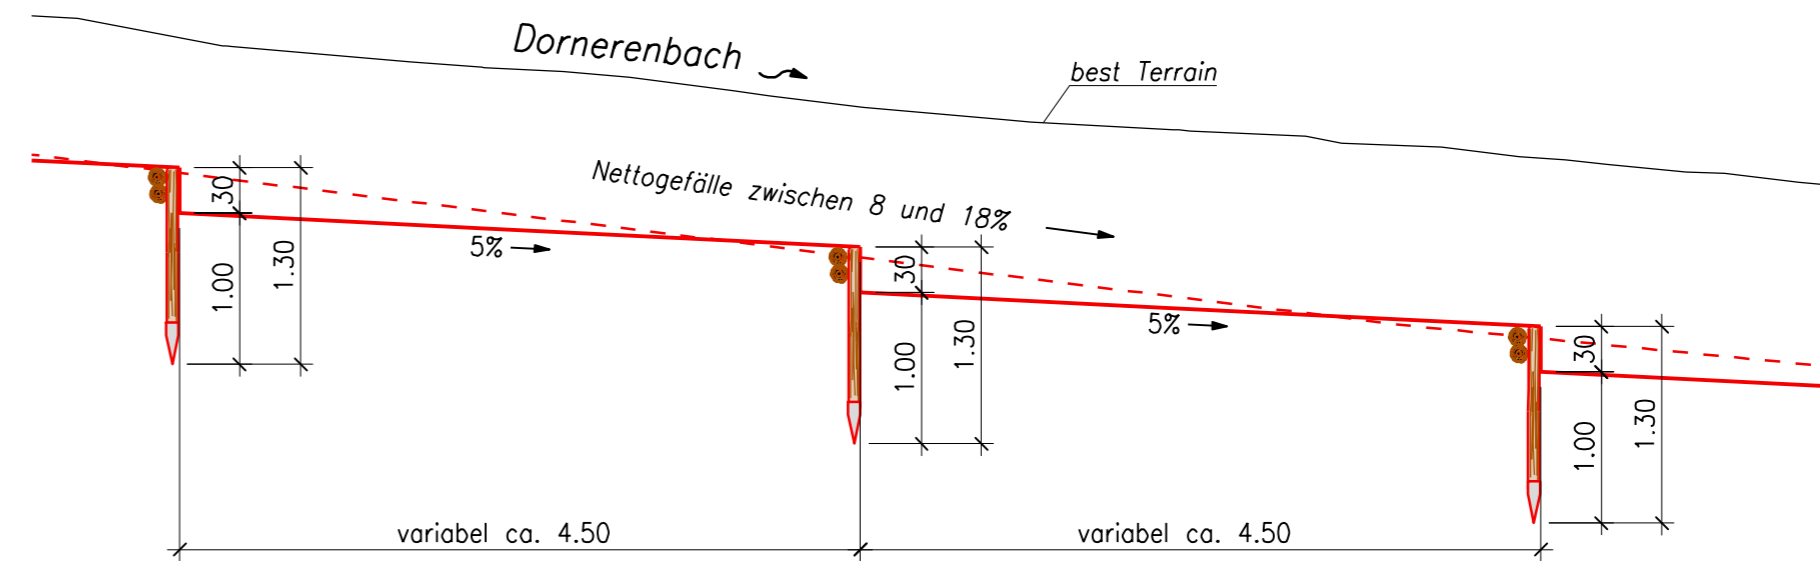 Dornerenbach
best Terrain
Nettogefälle zwischen 8 und 18%
30
1.00
1.30
5%
30
1.00
1.30
5%
30
1.00
1.30
variabel ca. 4.50
variabel ca. 4.50